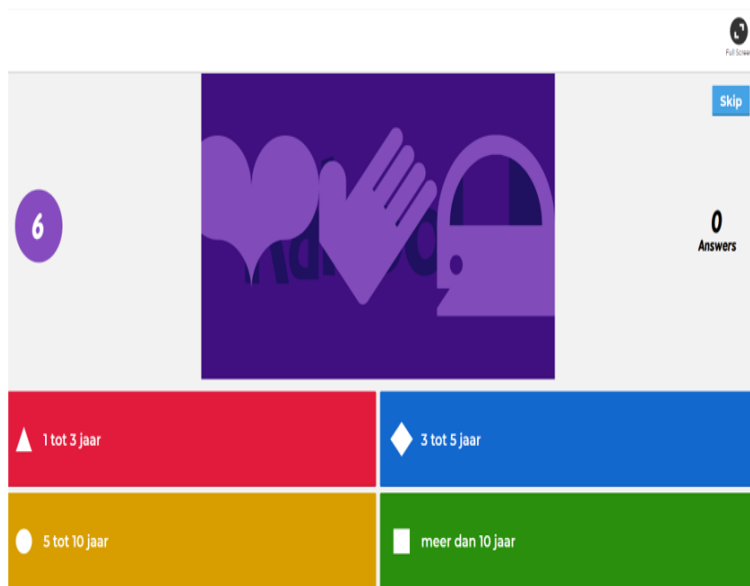 Full Scree
Skip
6
0
Answers
1 tot 3 jaar
3 tot 5 jaar
5 tot 10 jaar
meer dan 10 jaar